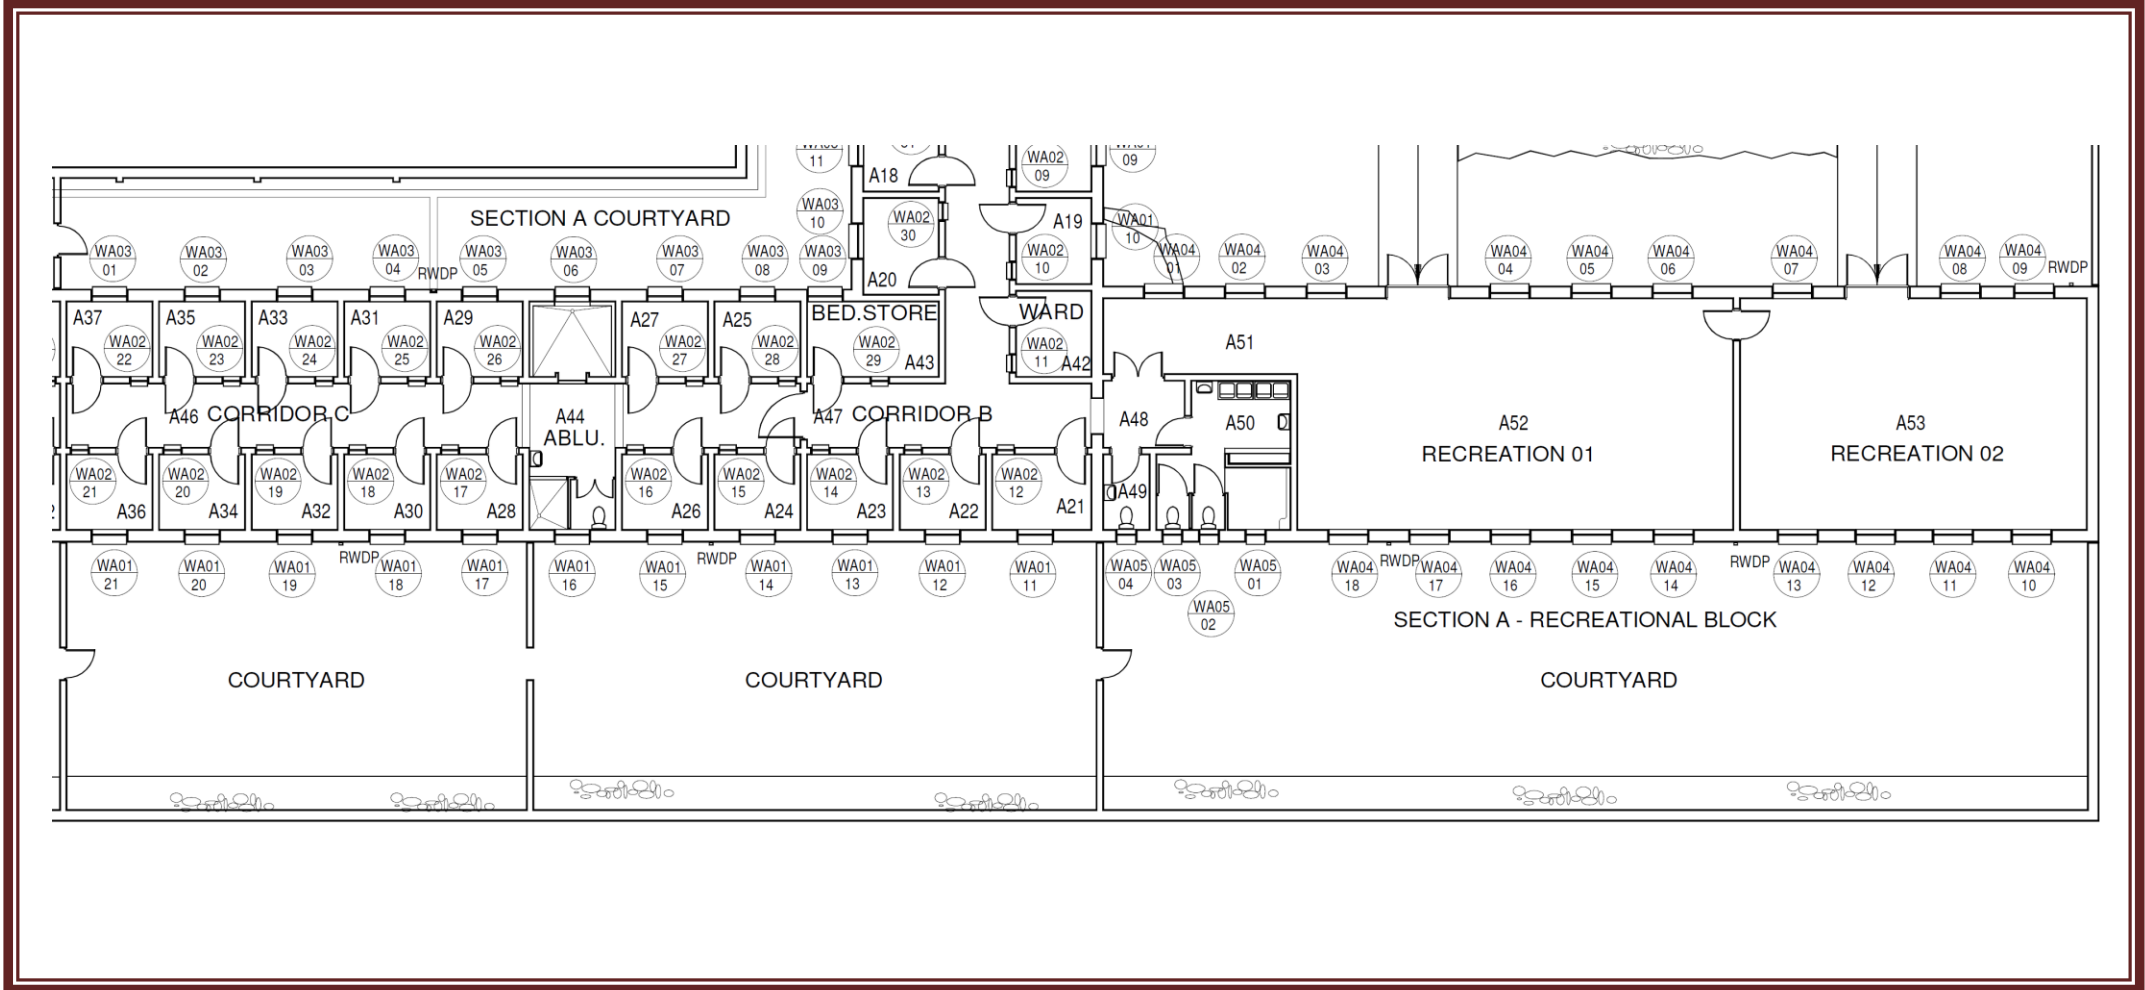 11
WA02
09
09
A18
WA03
10
WA02
30
A19
WA01
10
SECTION A COURTYARD
WA03
01
WA03
02
WA03
03
WA03
04
RWDP
WA03
05
WA03
06
WA03
07
WA03
08
WA03
09
A20
WA02
10
WA04
01
WA04
02
WA04
03
WA04
04
WA04
05
WA04
06
WA04
07
WA04
08
WA04
09
RWDP
A37
WA02
22
A35
WA02
23
A33
WA02
24
A31
WA02
25
A29
WA02
26
A27
WA02
27
A25
WA02
28
BED.STORE
WA02
29
A43
WARD
WA02
11
A42
A51
A46
CORRIDOR C
A44
ABLU.
A47
CORRIDOR B
A48
A50
A52
RECREATION 01
A53
RECREATION 02
WA02
21
A36
WA02
20
A34
WA02
19
A32
WA02
18
A30
WA02
17
A28
WA02
16
A26
WA02
15
A24
WA02
14
A23
WA02
13
A22
WA02
12
A21
A49
WA01
21
WA01
20
WA01
19
RWDP
WA01
18
WA01
17
WA01
16
WA01
15
RWDP
WA01
14
WA01
13
WA01
12
WA01
11
WA05
04
WA05
03
WA05
02
WA05
01
WA04
18
RWDP
WA04
17
WA04
16
WA04
15
WA04
14
RWDP
WA04
13
WA04
12
WA04
11
WA04
10
SECTION A - RECREATIONAL BLOCK
COURTYARD
COURTYARD
COURTYARD